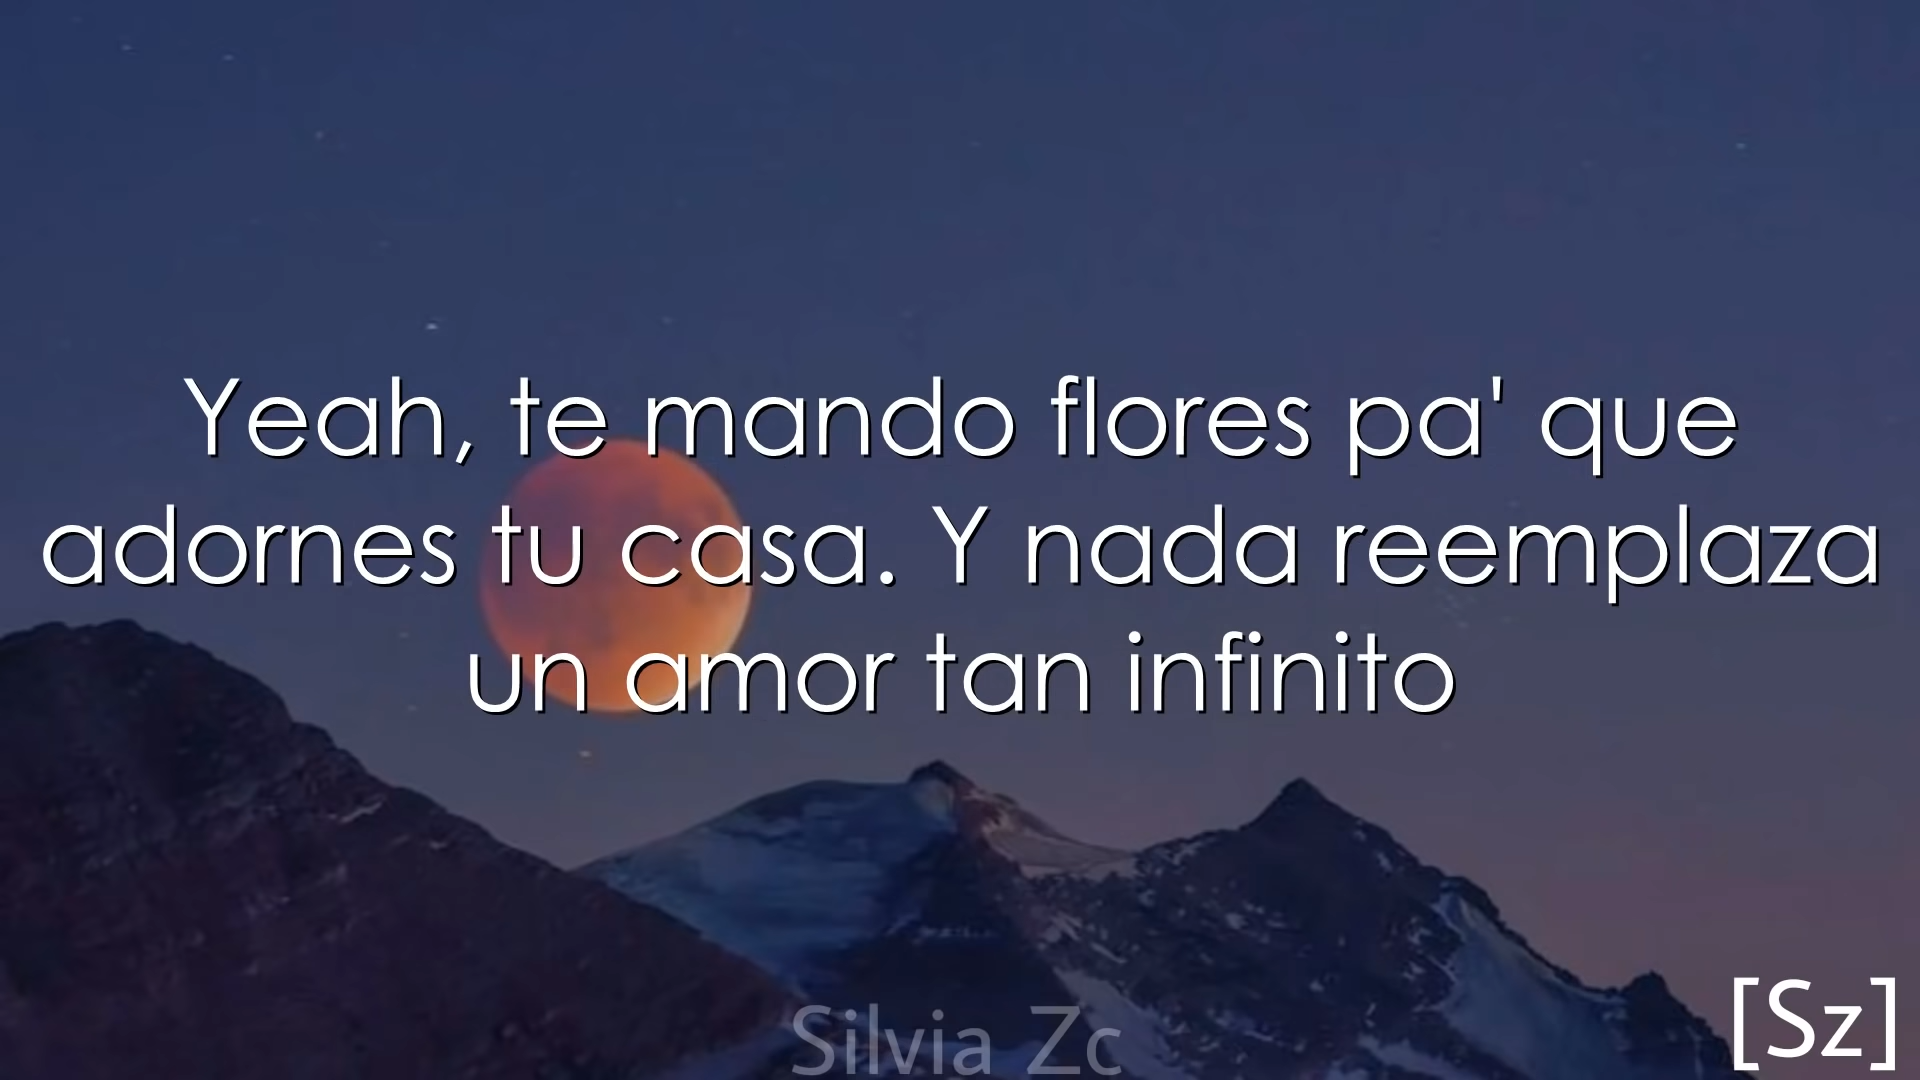 Yeah, te mando flores pa' que
adornes tu casa. Y nada reemplaza
un amor tan infinito
Silvia Zc
[Sz]